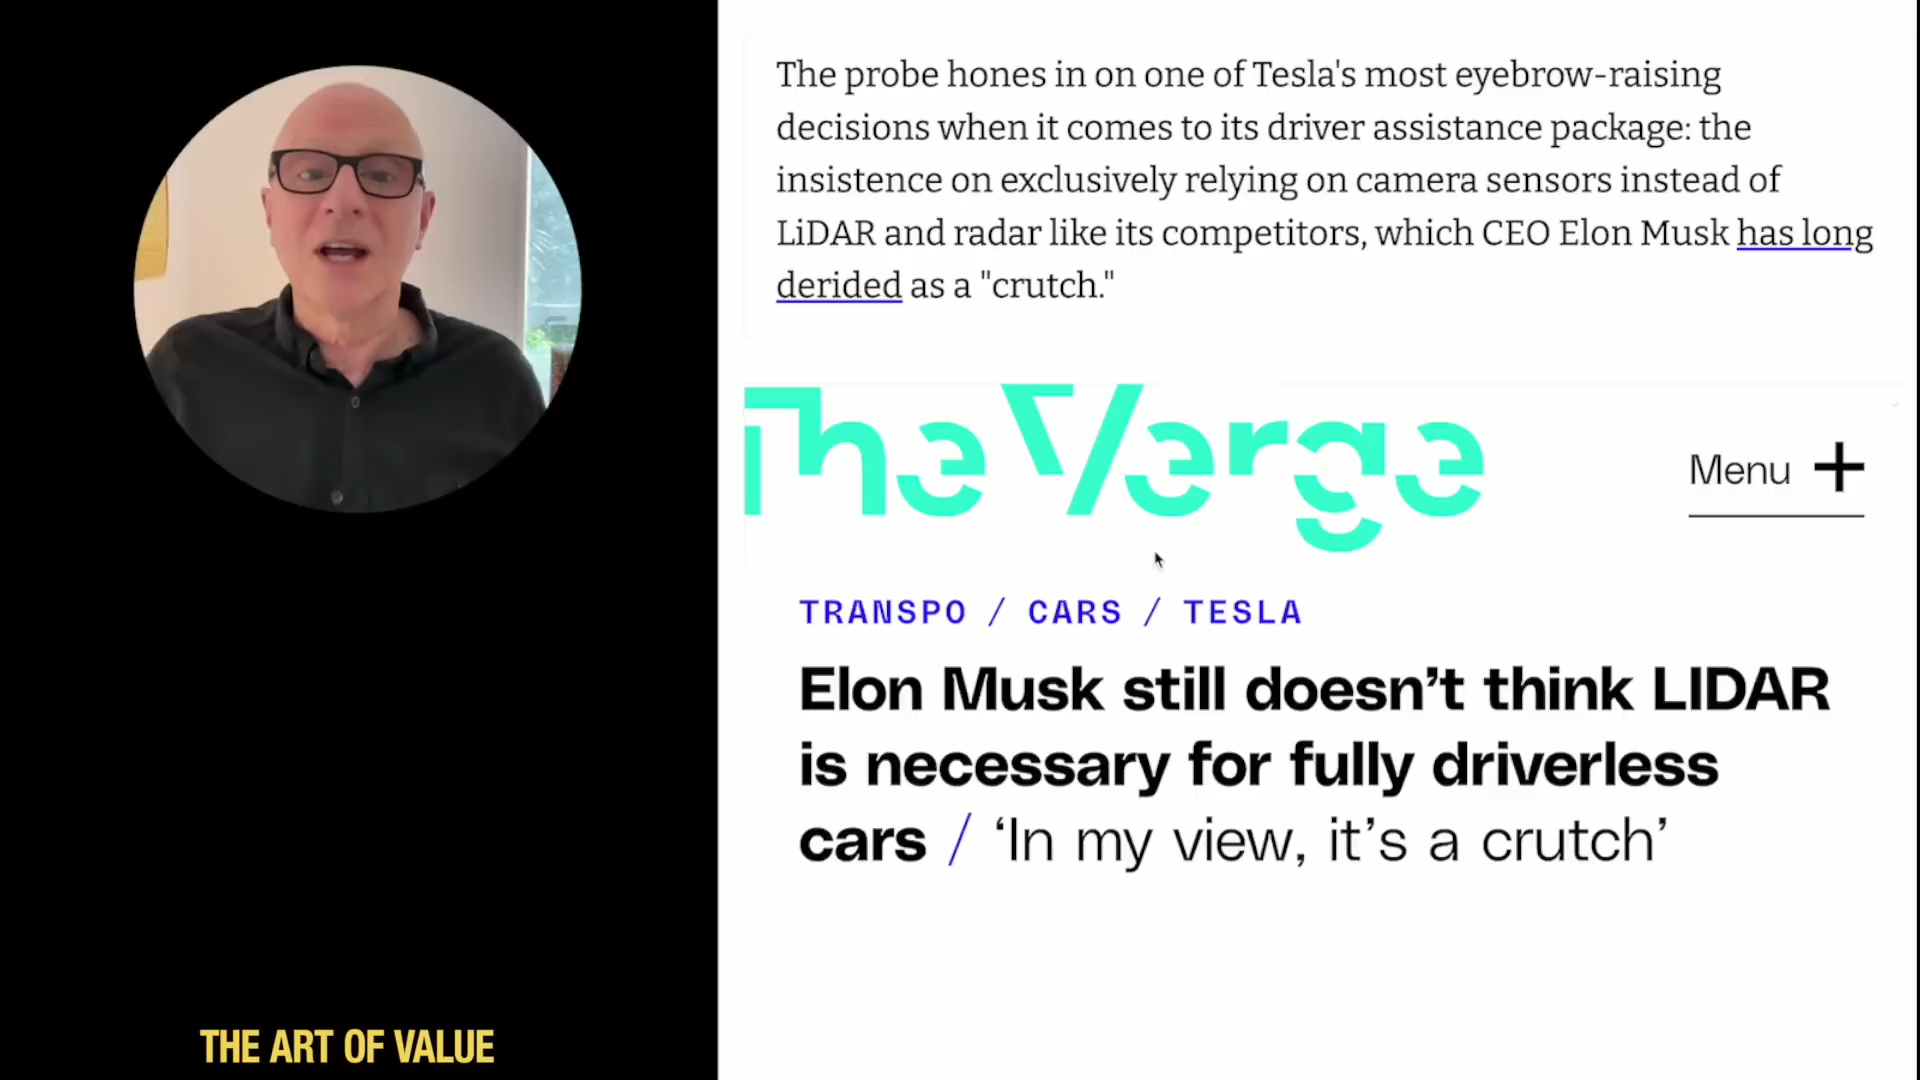 The probe hones in on one of Tesla's most eyebrow-raising
decisions when it comes to its driver assistance package: the
insistence on exclusively relying on camera sensors instead of
LiDAR and radar like its competitors, which CEO Elon Musk has long
derided as a "crutch."
The Verge
Menu
TRANSPO / CARS / TESLA
Elon Musk still doesn’t think LIDAR
is necessary for fully driverless
cars / ‘In my view, it’s a crutch’
THE ART OF VALUE